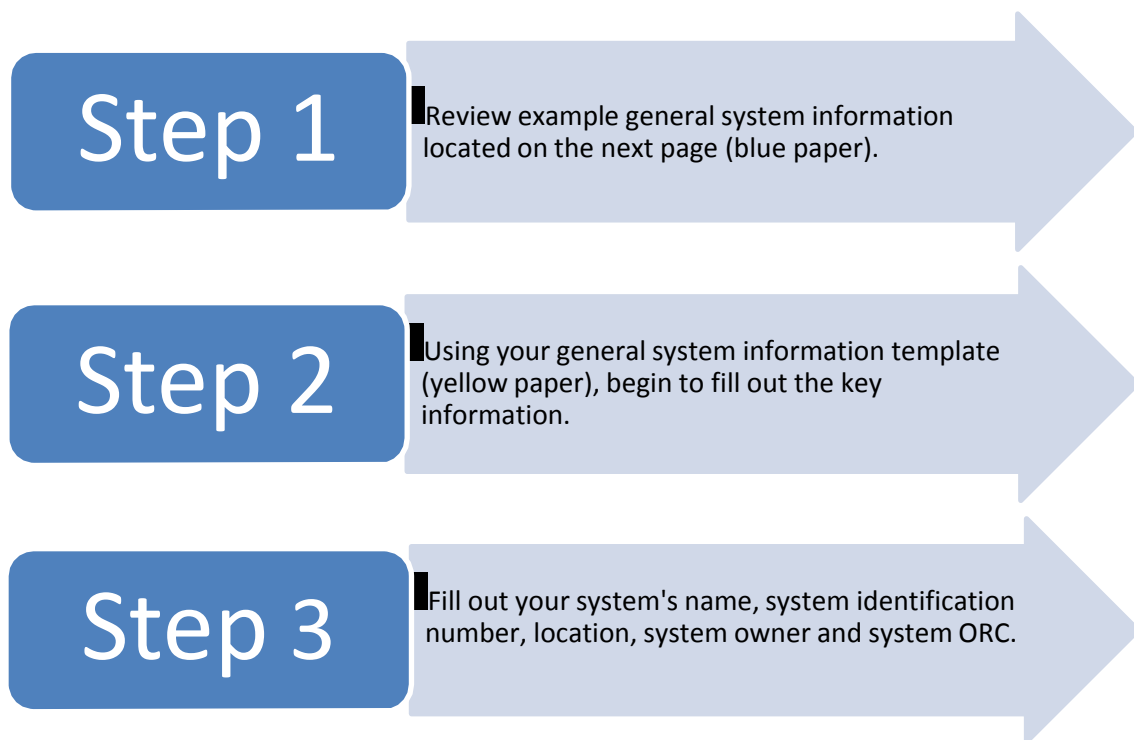 Step 1
Review example general system information
located on the next page (blue paper).
Step 2
Using your general system information template
(yellow paper), begin to fill out the key
information.
Step 3
Fill out your system's name, system identification
number, location, system owner and system ORC.